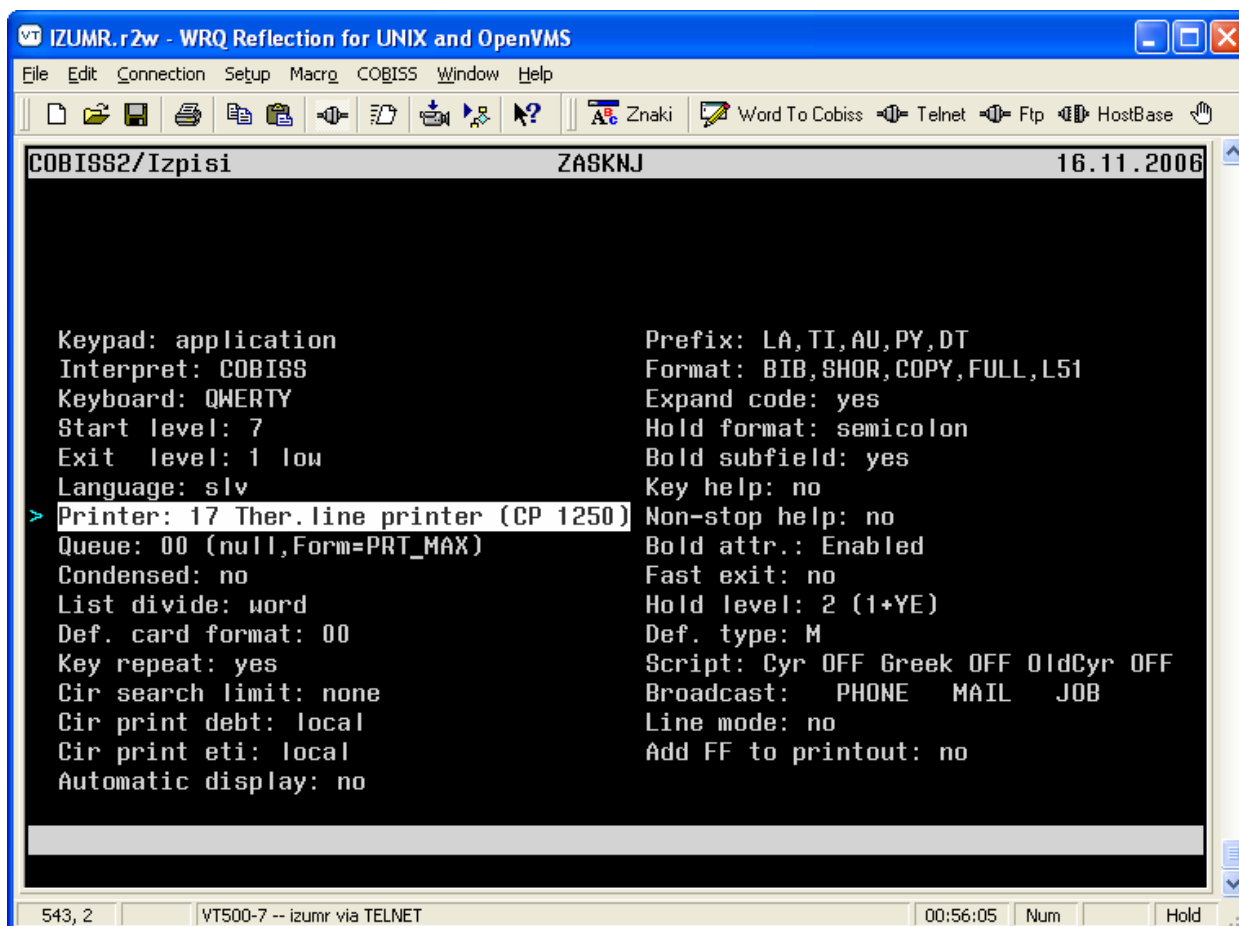 IZUMR.r2w - WRQ Reflection for UNIX and OpenVMS
File Edit Connection Setup Macro COBISS Window Help
Znaki Word To Cobiss Telnet Ftp HostBase
COBISS2/Izpisi ZASKNJ 16.11.2006
Keypad: application Prefix: LA,TI,AU,PY,DT
Interpret: COBISS Format: BIB,SHOR,COPY,FULL,L51
Keyboard: QWERTY Expand code: yes
Start level: 7 Hold format: semicolon
Exit level: 1 low Bold subfield: yes
Language: slv Key help: no
> Printer: 17 Ther.line printer (CP 1250) Non-stop help: no
Queue: 00 (null,Form=PRT_MAX) Bold attr.: Enabled
Condensed: no Fast exit: no
List divide: word Hold level: 2 (1+YE)
Def. card format: 00 Def. type: M
Key repeat: yes Script: Cyr OFF Greek OFF OldCyr OFF
Cir search limit: none Broadcast: PHONE MAIL JOB
Cir print debt: local Line mode: no
Cir print eti: local Add FF to printout: no
Automatic display: no
543, 2 VT500-7 -- izumr via TELNET 00:56:05 Num Hold